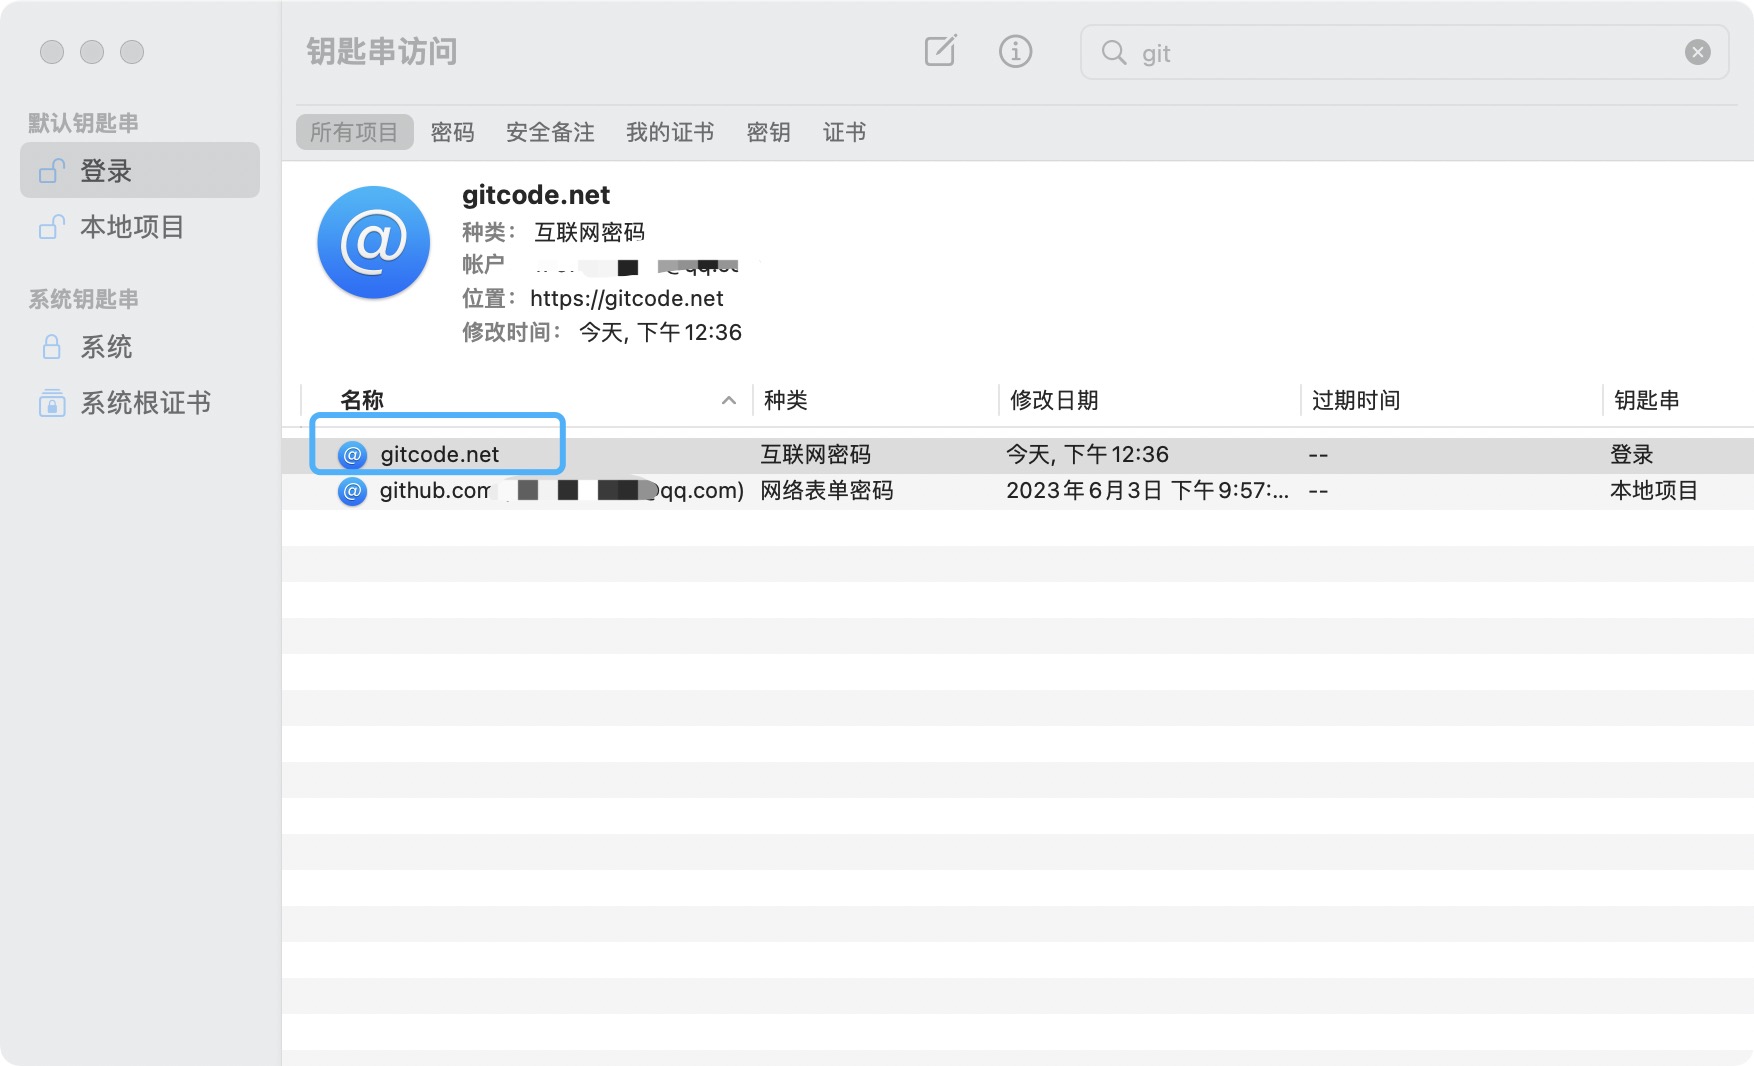 钥匙串访问
git
默认钥匙串
登录
本地项目
系统钥匙串
系统
系统根证书
所有项目 密码 安全备注 我的证书 密钥 证书
@
gitcode.net
种类： 互联网密码
帐户
位置： https://gitcode.net
修改时间： 今天, 下午12:36
名称 种类 修改日期 过期时间 钥匙串
@ gitcode.net 互联网密码 今天, 下午12:36 -- 登录
@ github.com qq.com) 网络表单密码 2023年6月3日 下午9:57:... -- 本地项目